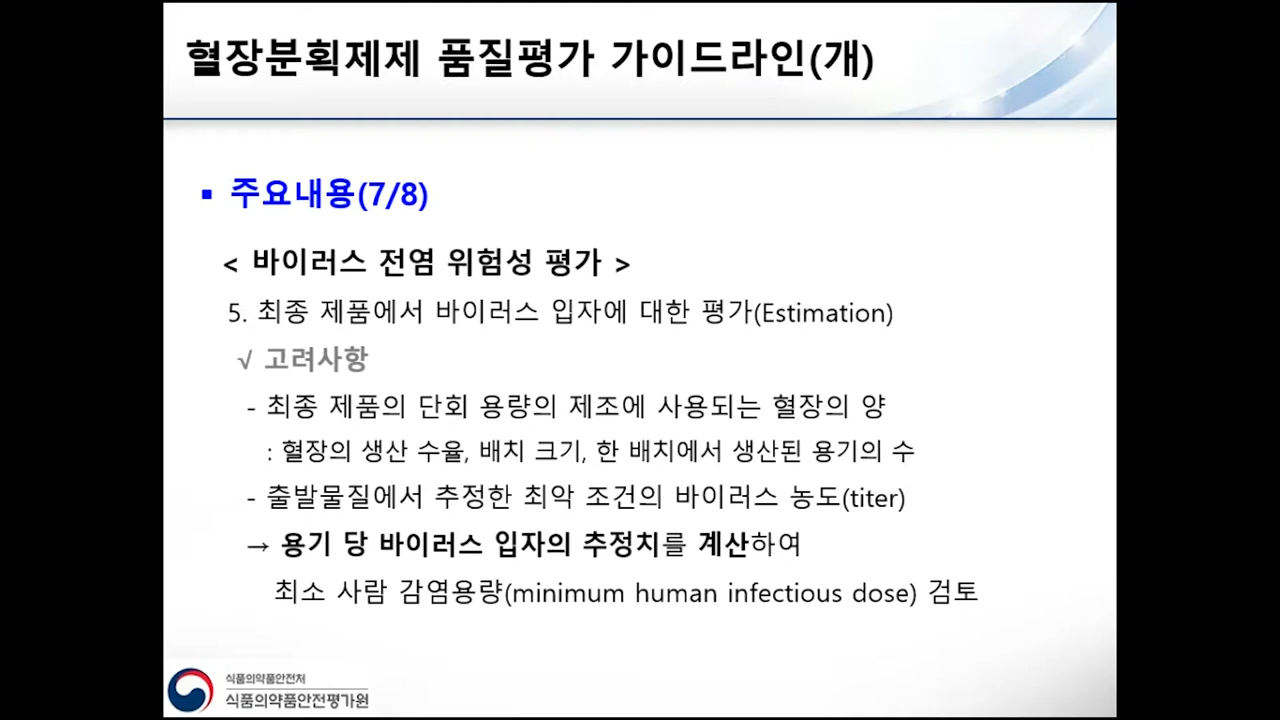 혈장분획제제 품질평가 가이드라인(개)
▪ 주요내용(7/8)
< 바이러스 전염 위험성 평가 >
5. 최종 제품에서 바이러스 입자에 대한 평가(Estimation)
√ 고려사항
- 최종 제품의 단회 용량의 제조에 사용되는 혈장의 양
: 혈장의 생산 수율, 배치 크기, 한 배치에서 생산된 용기의 수
- 출발물질에서 추정한 최악 조건의 바이러스 농도(titer)
→ 용기 당 바이러스 입자의 추정치를 계산하여
최소 사람 감염용량(minimum human infectious dose) 검토
식품의약품안전처
식품의약품안전평가원